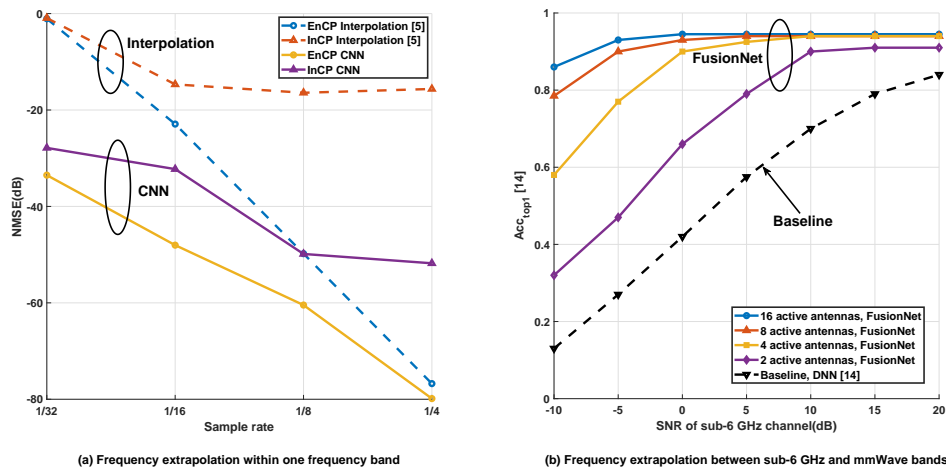 0
-20
-40
-60
-80
NMSE(dB)
1/32
1/16
1/8
1/4
Sample rate
Interpolation
CNN
EnCP Interpolation [5]
InCP Interpolation [5]
EnCP CNN
InCP CNN
(a) Frequency extrapolation within one frequency band
1
0.8
0.6
0.4
0.2
0
Acc_top1 [14]
-10
-5
0
5
10
15
20
SNR of sub-6 GHz channel(dB)
FusionNet
Baseline
16 active antennas, FusionNet
8 active antennas, FusionNet
4 active antennas, FusionNet
2 active antennas, FusionNet
Baseline, DNN [14]
(b) Frequency extrapolation between sub-6 GHz and mmWave bands